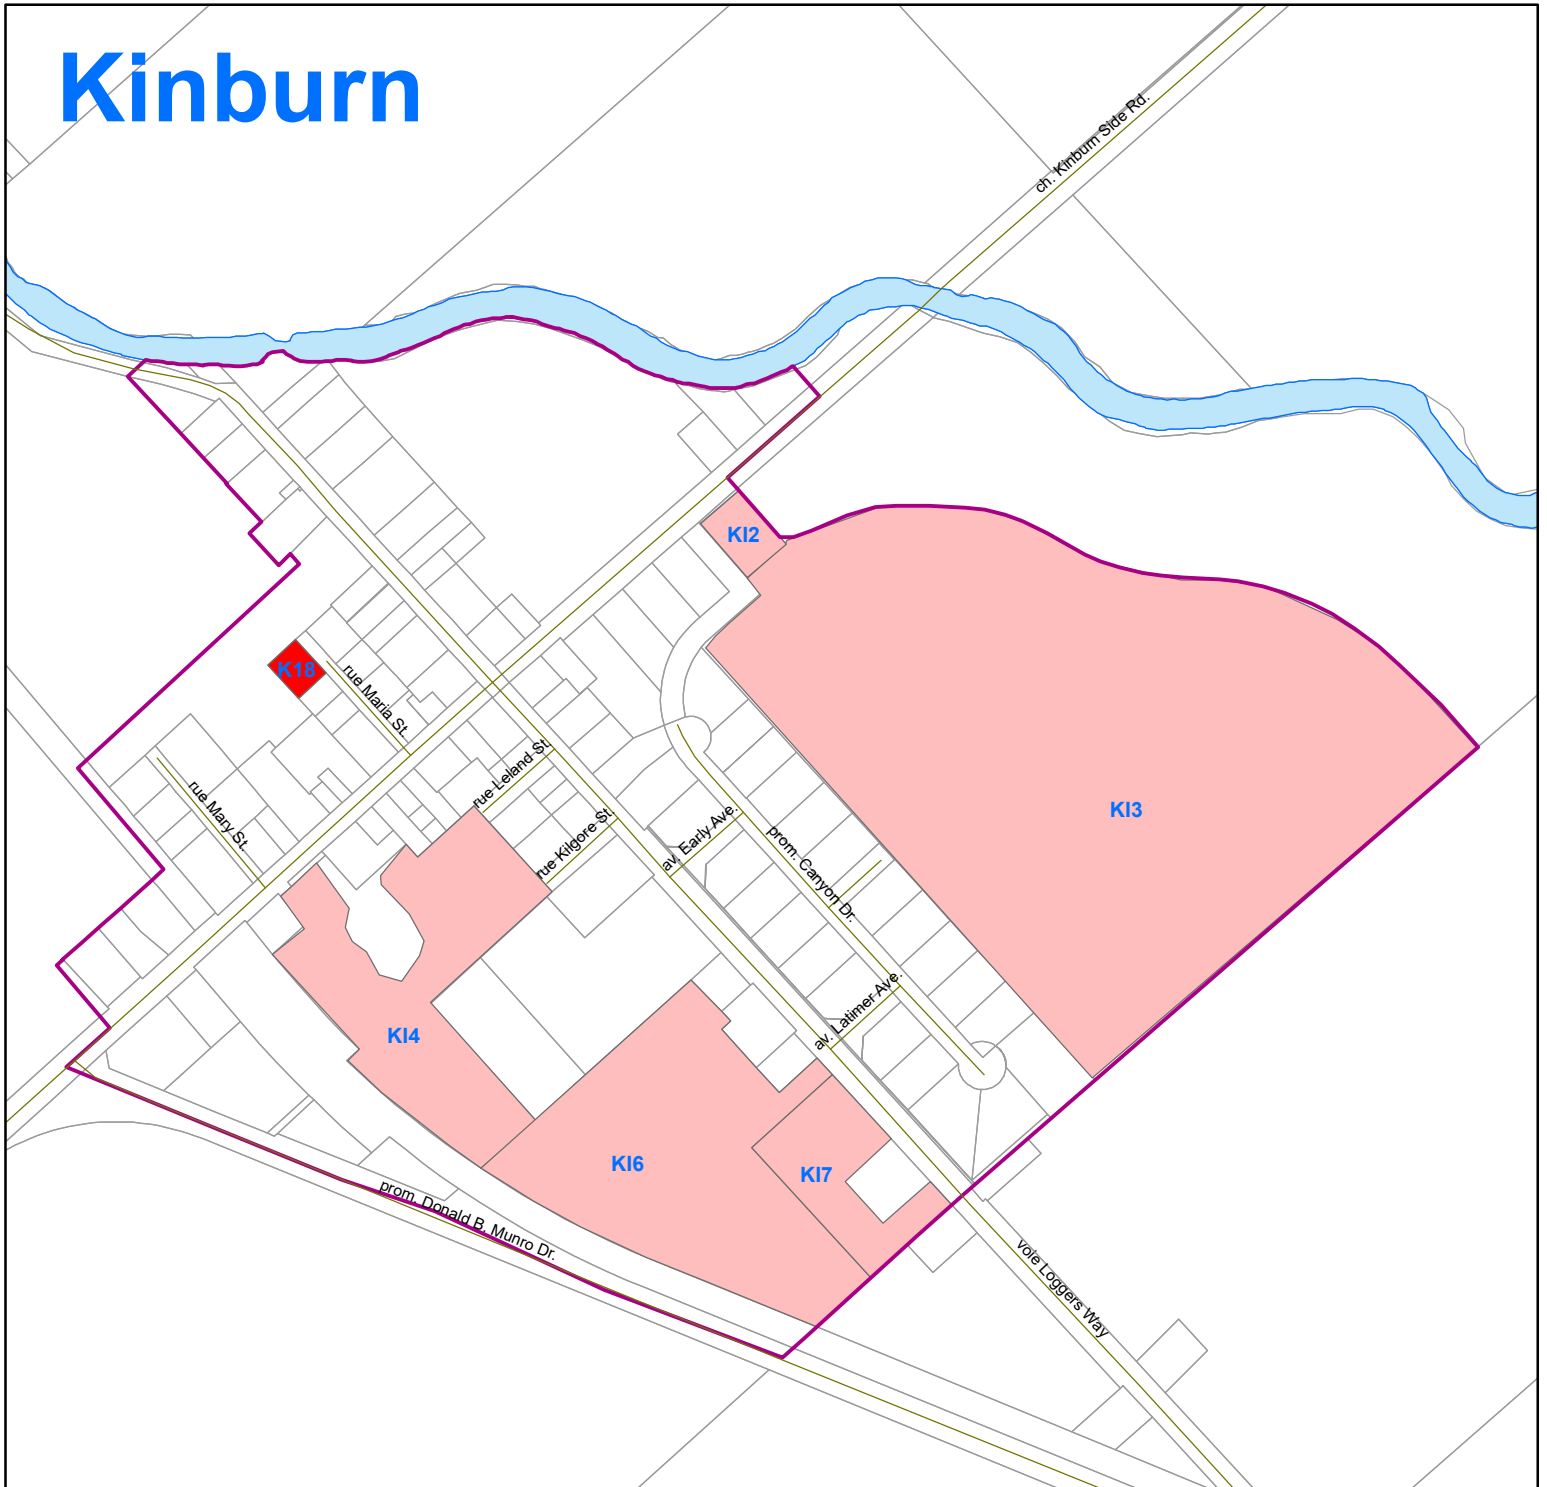 Kinburn
ch. Kinburn Side Rd.
KI2
K18
rue Maria St.
rue Leland St.
rue Mary St.
rue Kilgore St.
av. Early Ave.
prom. Canyon Dr.
KI3
av. Latimer Ave.
KI4
KI6
KI7
prom. Donald B. Munro Dr.
voie Loggers Way